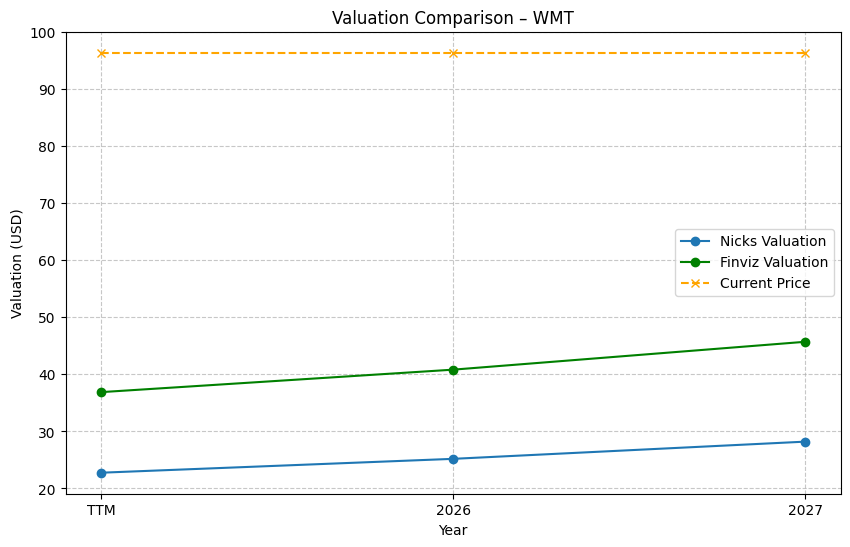 Valuation Comparison – WMT
Valuation (USD)
100
90
80
70
60
50
40
30
20
Nicks Valuation
Finviz Valuation
Current Price
TTM
2026
2027
Year